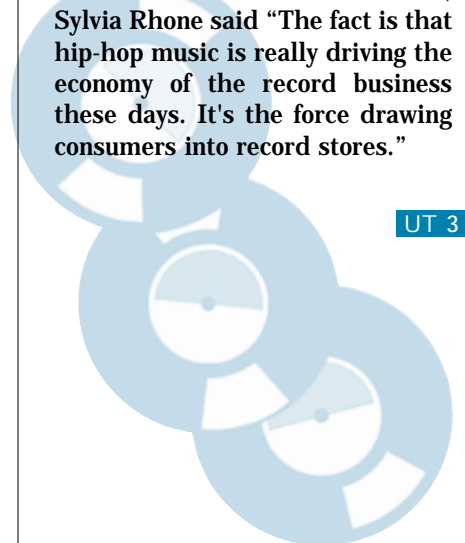 Sylvia Rhone said “The fact is that
hip-hop music is really driving the
economy of the record business
these days. It's the force drawing
consumers into record stores.”
UT 3